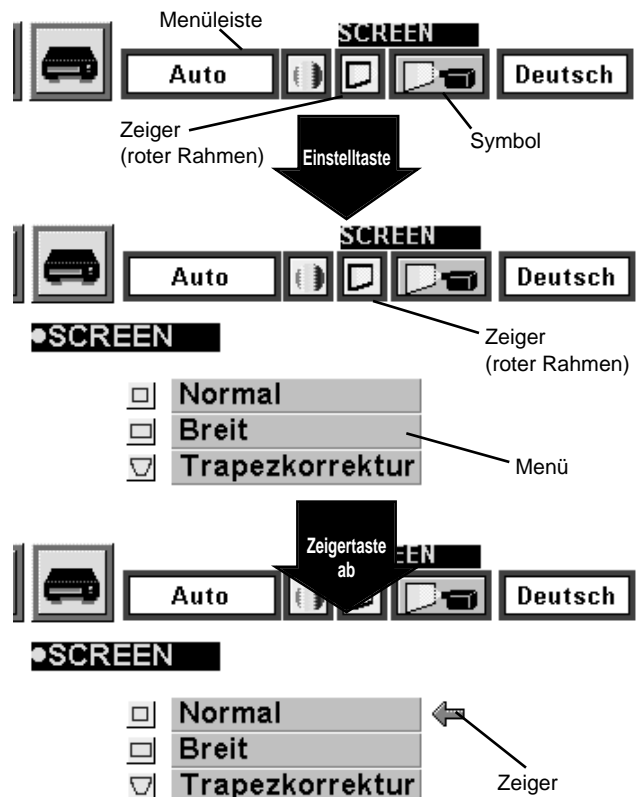 Menüleiste
SCREEN
Auto
Deutsch
Zeiger
(roter Rahmen)
Symbol
Einstelltaste
SCREEN
Auto
Deutsch
●SCREEN
Zeiger
(roter Rahmen)
Normal
Breit
Trapezkorrektur
Menü
Zeigertaste
ab
EEN
Auto
Deutsch
●SCREEN
Normal
Breit
Trapezkorrektur
Zeiger